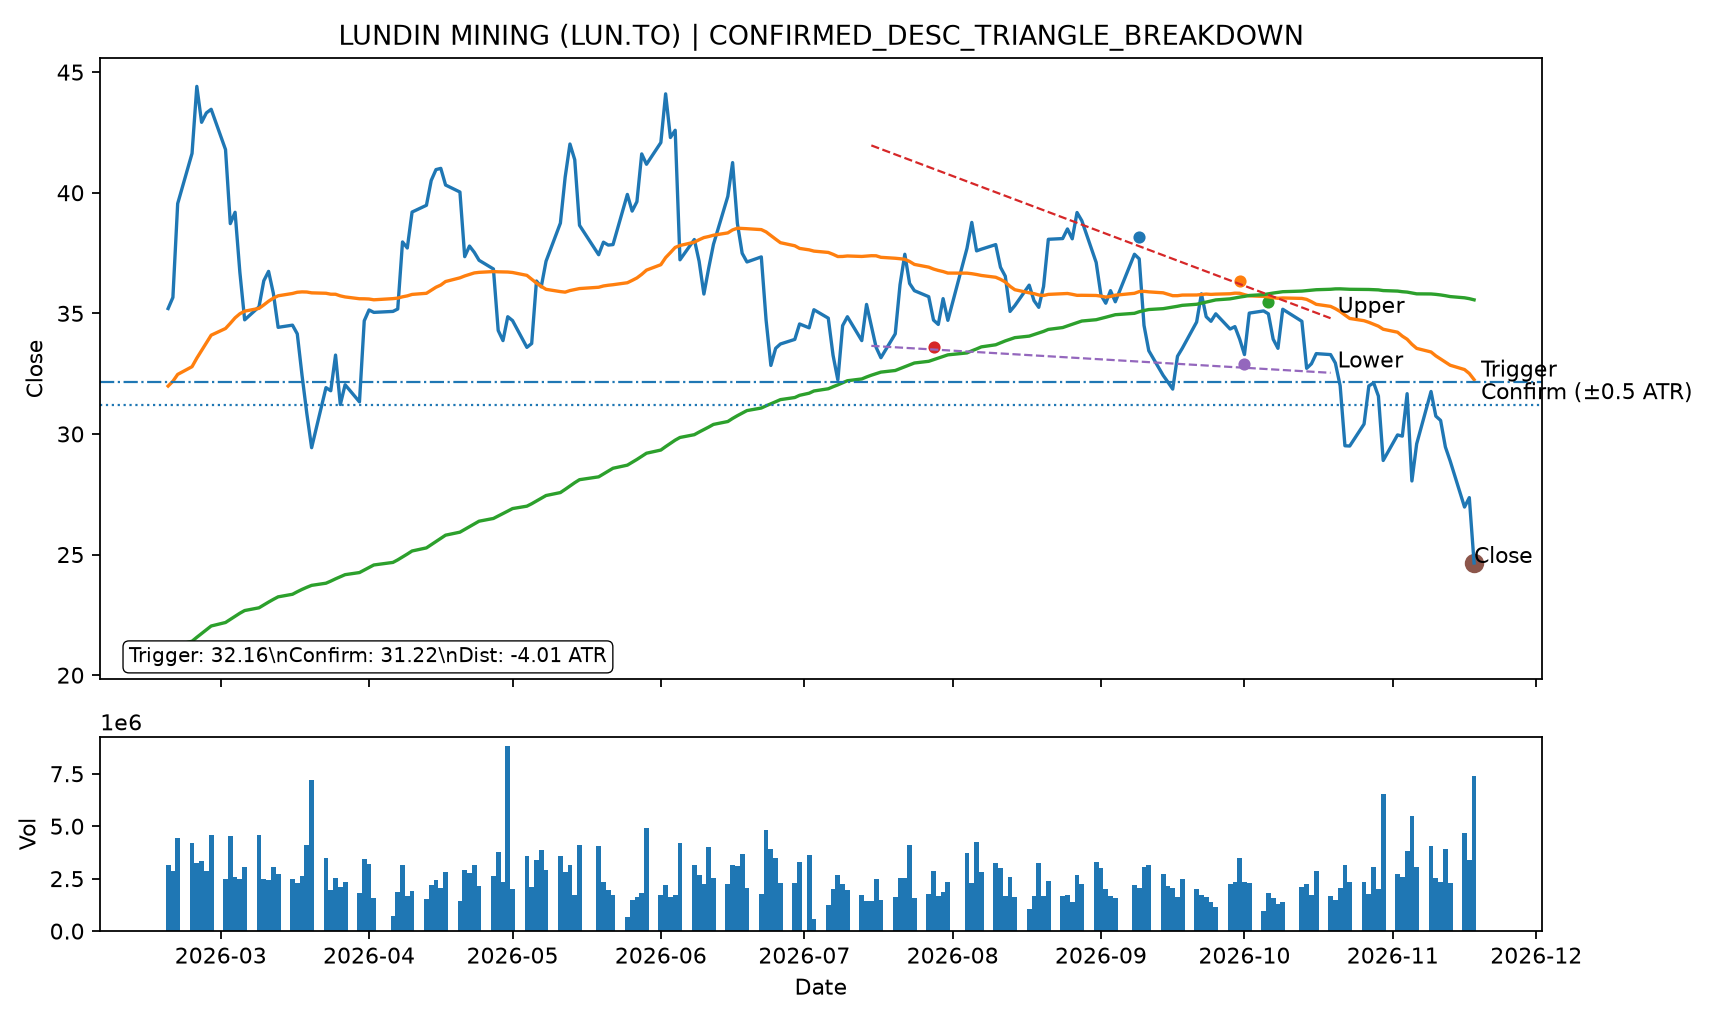 LUNDIN MINING (LUN.TO) | CONFIRMED_DESC_TRIANGLE_BREAKDOWN
45
40
35
30
25
20
Close
Upper
Lower
Trigger
Confirm (±0.5 ATR)
Close
Trigger: 32.16\nConfirm: 31.22\nDist: -4.01 ATR
1e6
7.5
5.0
2.5
0.0
Vol
2026-03 2026-04 2026-05 2026-06 2026-07 2026-08 2026-09 2026-10 2026-11 2026-12
Date